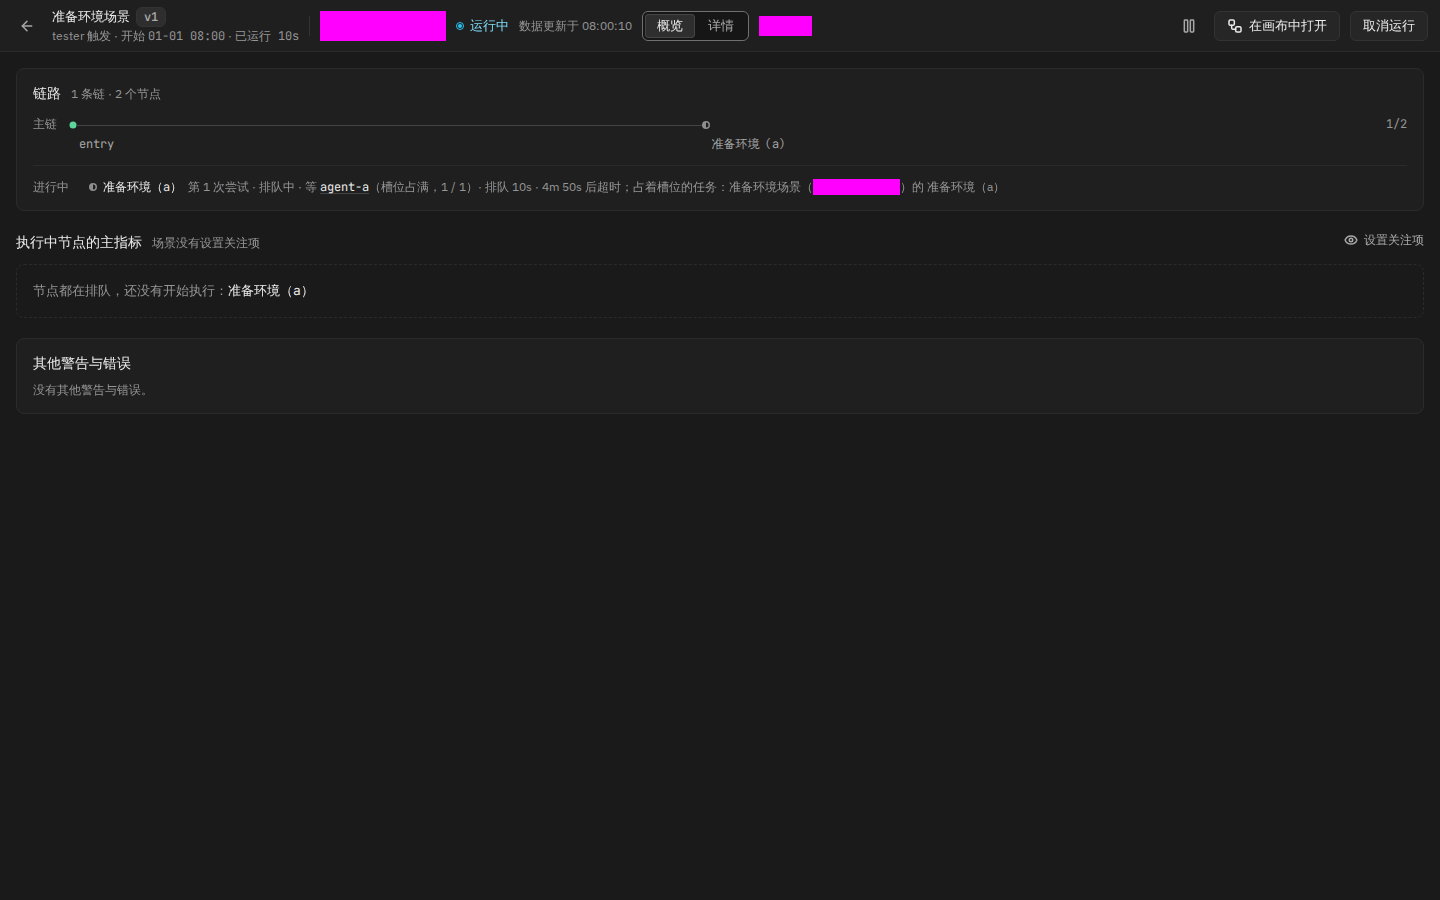 准备环境场景 v1
tester 触发 · 开始 01-01 08:00 · 已运行 10s
运行中 数据更新于 08:00:10 概览 详情
在画布中打开 取消运行
链路 1 条链 · 2 个节点
主链 1/2
entry 准备环境（a）
进行中 准备环境（a） 第 1 次尝试 · 排队中 · 等 agent-a（槽位占满，1 / 1）· 排队 10s · 4m 50s 后超时；占着槽位的任务：准备环境场景（ ）的 准备环境（a）
执行中节点的主指标 场景没有设置关注项 设置关注项
节点都在排队，还没有开始执行：准备环境（a）
其他警告与错误
没有其他警告与错误。